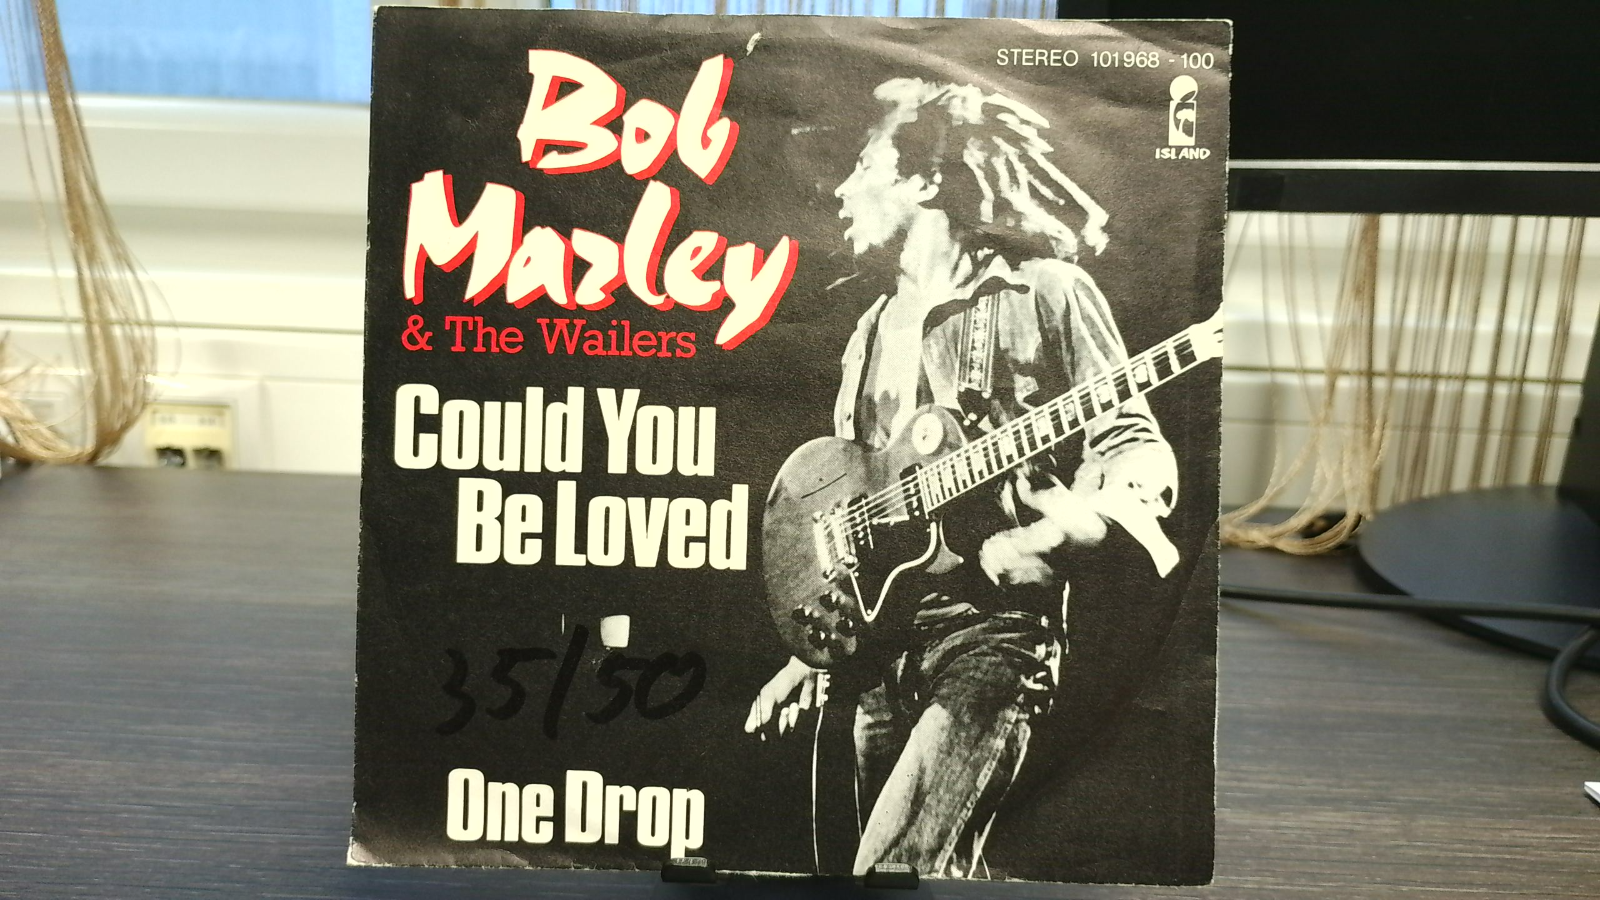 STEREO 101968 - 100
ISLAND
Bob
Marley
& The Wailers
Could You
Be Loved
35/50
One Drop